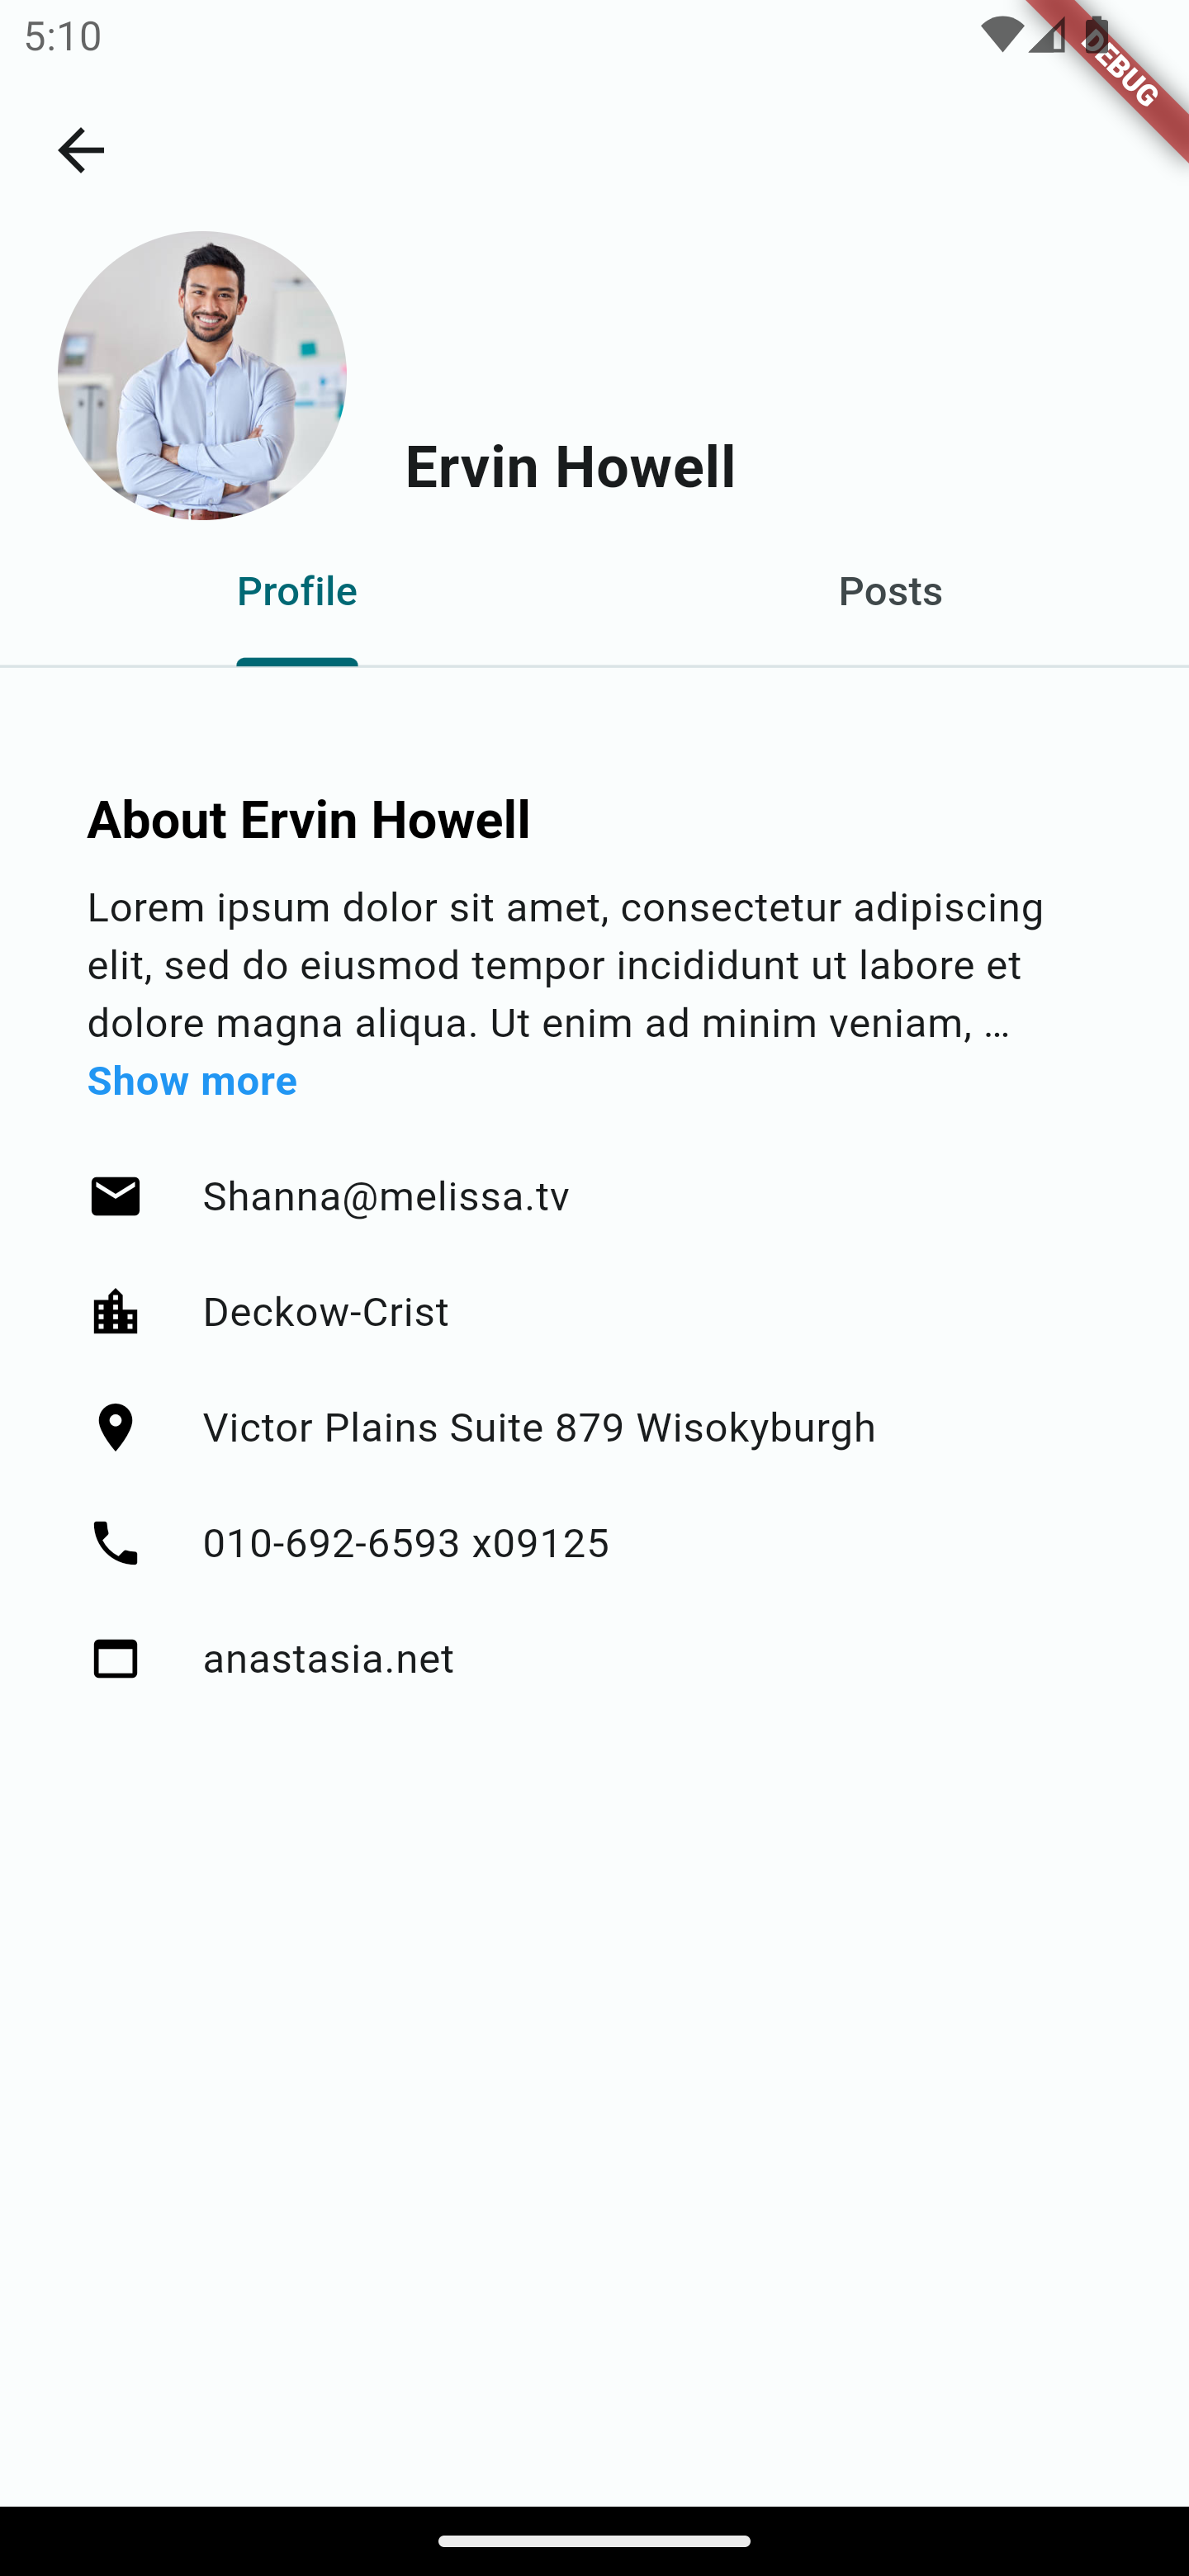 5:10
DEBUG
Ervin Howell
Profile
Posts
About Ervin Howell
Lorem ipsum dolor sit amet, consectetur adipiscing
elit, sed do eiusmod tempor incididunt ut labore et
dolore magna aliqua. Ut enim ad minim veniam, …
Show more
Shanna@melissa.tv
Deckow-Crist
Victor Plains Suite 879 Wisokyburgh
010-692-6593 x09125
anastasia.net